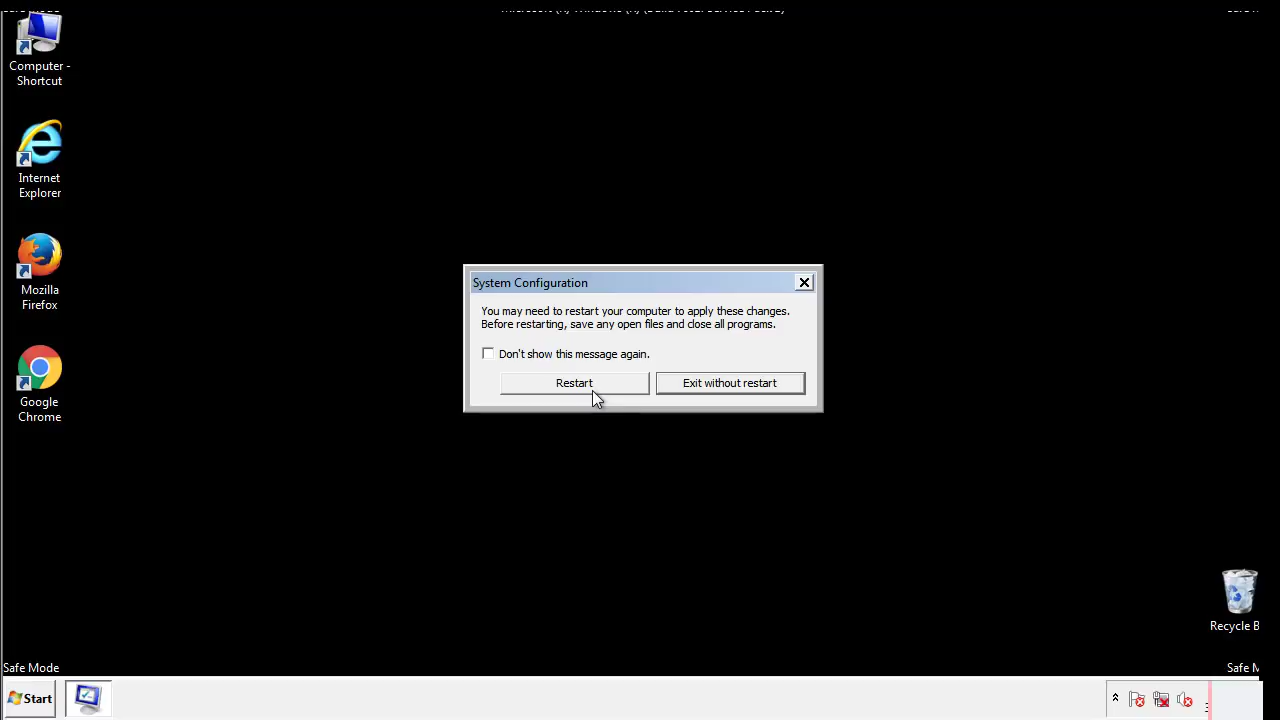 Computer -
Shortcut
Internet
Explorer
Mozilla
Firefox
Google
Chrome
System Configuration
You may need to restart your computer to apply these changes.
Before restarting, save any open files and close all programs.
Don't show this message again.
Restart
Exit without restart
Recycle B
Safe Mode
Safe M
Start